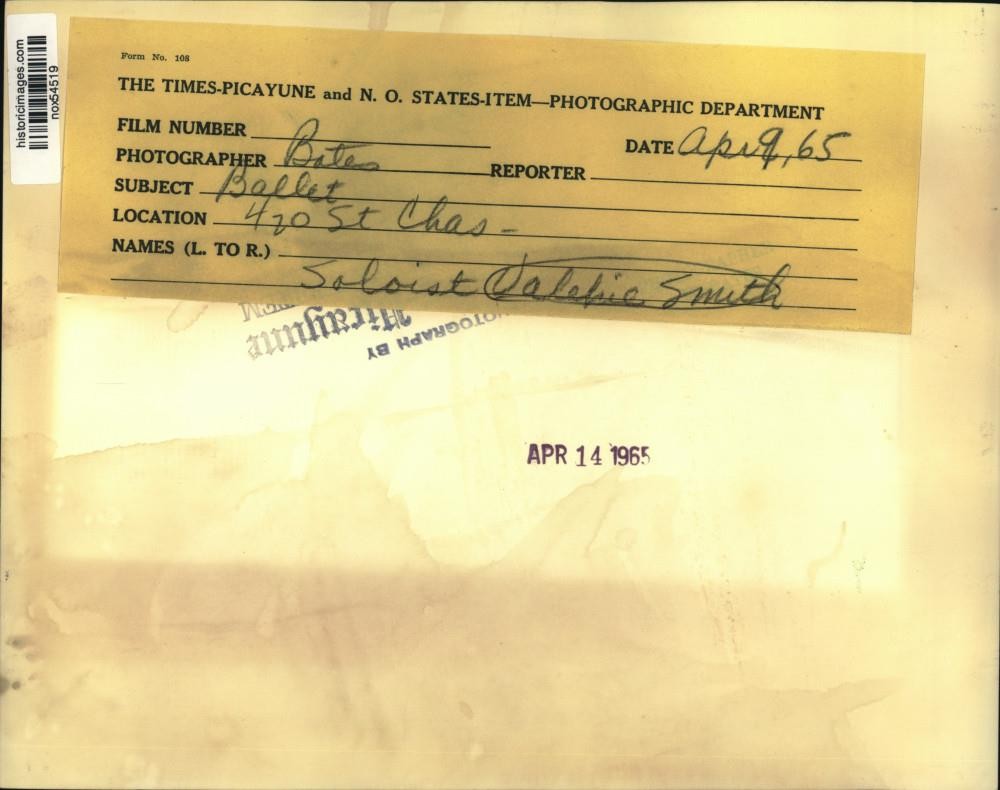 historicimages.com
nox54519
Form No. 108
THE TIMES-PICAYUNE and N. O. STATES-ITEM—PHOTOGRAPHIC DEPARTMENT
FILM NUMBER
DATE Apr 9, 65
PHOTOGRAPHER Bates
REPORTER
SUBJECT Ballet
LOCATION 420 St Chas -
NAMES (L. TO R.)
Soloist Valerie Smith
PHOTOGRAPH BY
Picayune
APR 14 1965